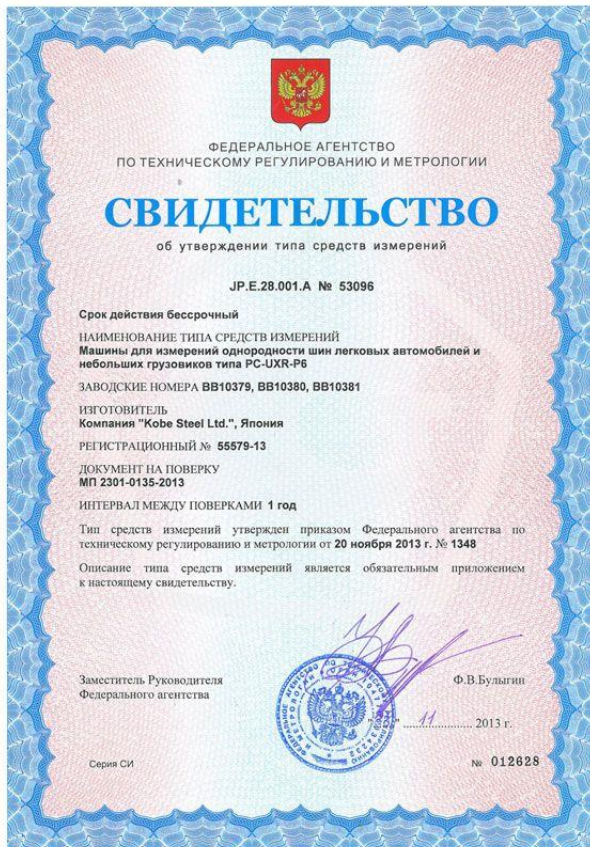 ФЕДЕРАЛЬНОЕ АГЕНТСТВО
ПО ТЕХНИЧЕСКОМУ РЕГУЛИРОВАНИЮ И МЕТРОЛОГИИ
СВИДЕТЕЛЬСТВО
об утверждении типа средств измерений
JP.E.28.001.A № 53096
Срок действия бессрочный
НАИМЕНОВАНИЕ ТИПА СРЕДСТВ ИЗМЕРЕНИЙ
Машины для измерений однородности шин легковых автомобилей и
небольших грузовиков типа PC-UXR-P6
ЗАВОДСКИЕ НОМЕРА BB10379, BB10380, BB10381
ИЗГОТОВИТЕЛЬ
Компания "Kobe Steel Ltd.", Япония
РЕГИСТРАЦИОННЫЙ № 55579-13
ДОКУМЕНТ НА ПОВЕРКУ
МП 2301-0135-2013
ИНТЕРВАЛ МЕЖДУ ПОВЕРКАМИ 1 год
Тип средств измерений утвержден приказом Федерального агентства по
техническому регулированию и метрологии от 20 ноября 2013 г. № 1348
Описание типа средств измерений является обязательным приложением
к настоящему свидетельству.
Заместитель Руководителя
Федерального агентства
Ф.В.Булыгин
11 2013 г.
Серия СИ
№ 012628